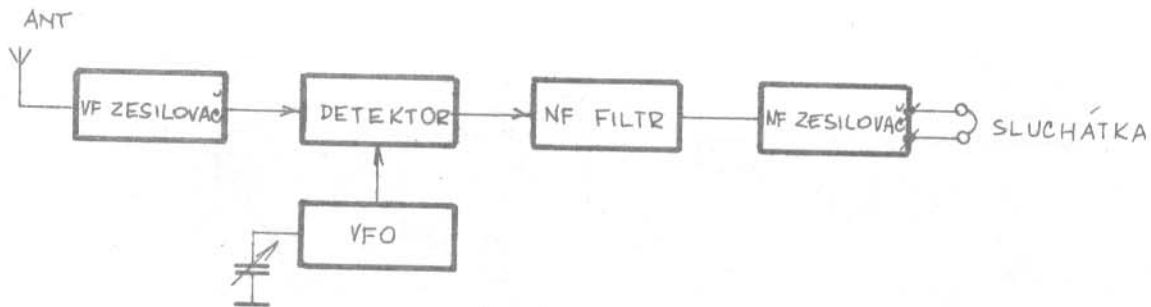 ANT
VF ZESILOVAČ
DETEKTOR
NF FILTR
NF ZESILOVAČ
SLUCHÁTKA
VFO